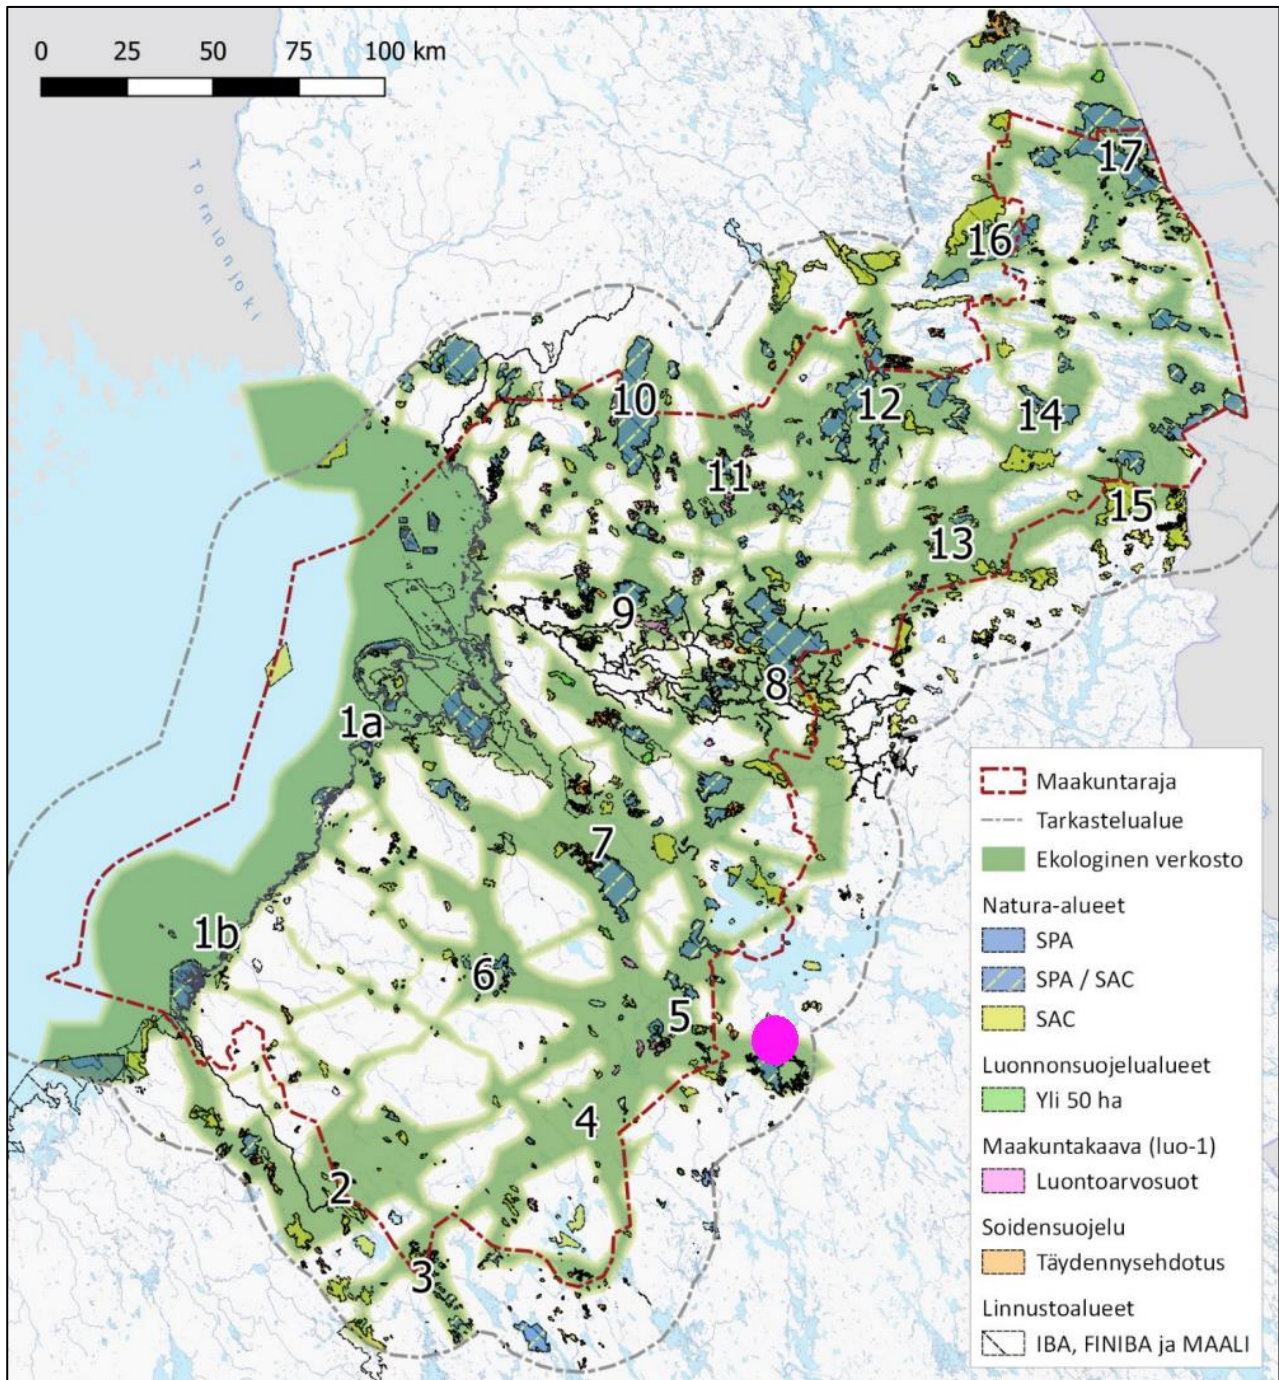 0 25 50 75 100 km
Tornionjoki
17
16
10
12
14
11
15
13
9
8
1a
7
1b
6
5
4
2
3
Maakuntaraja
Tarkastelualue
Ekologinen verkosto
Natura-alueet
SPA
SPA / SAC
SAC
Luonnonsuojelualueet
Yli 50 ha
Maakuntakaava (luo-1)
Luontoarvosuot
Soidensuojelu
Täydennysehdotus
Linnustoalueet
IBA, FINIBA ja MAALI